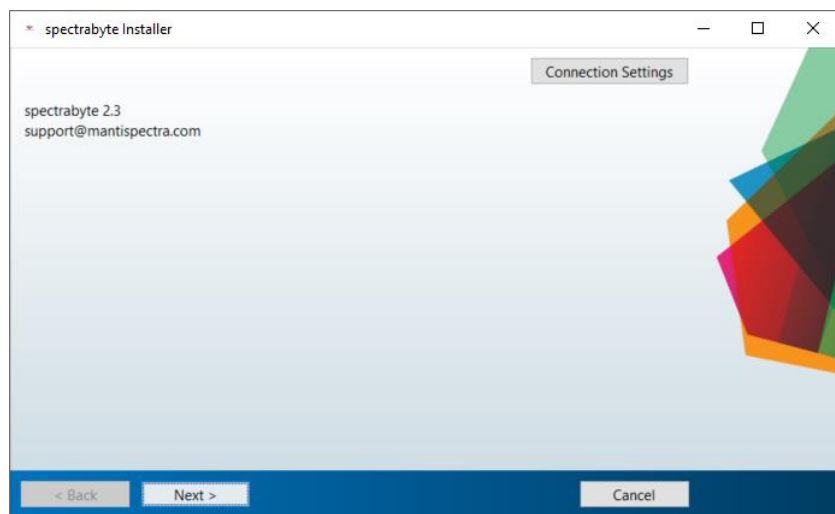 spectrabyte Installer
Connection Settings
spectrabyte 2.3
support@mantispectra.com
< Back
Next >
Cancel